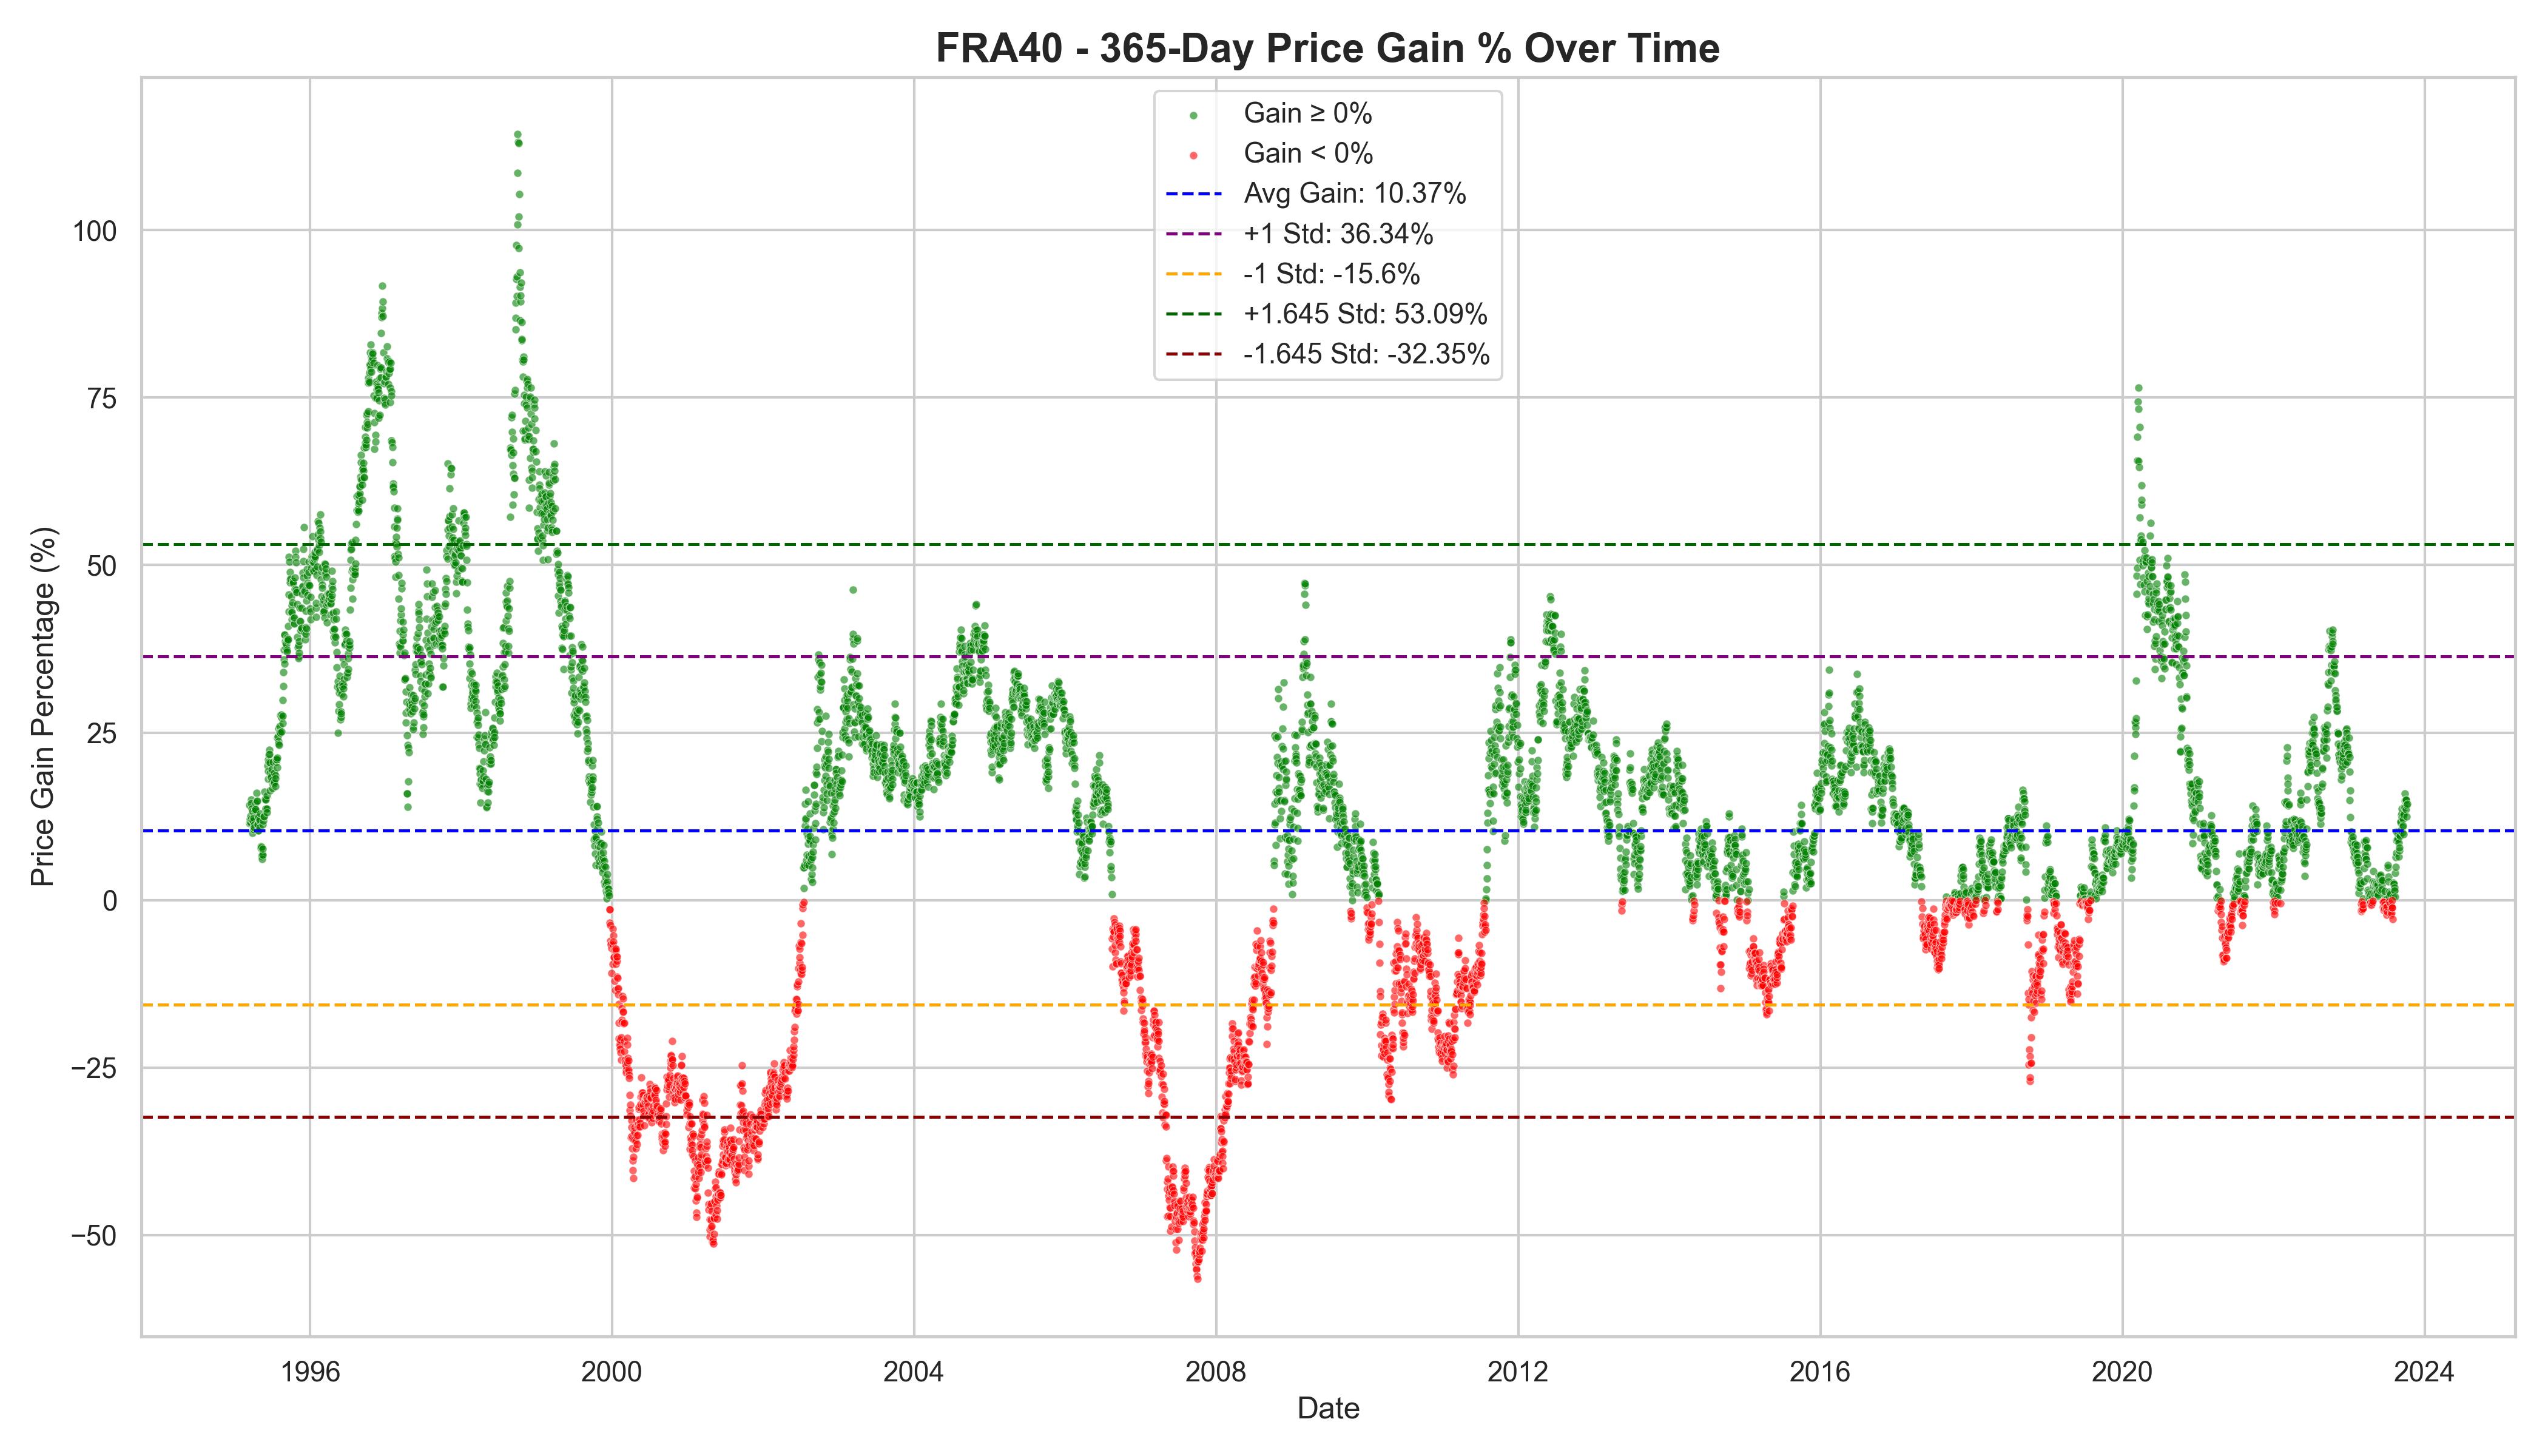 FRA40 - 365-Day Price Gain % Over Time
Gain ≥ 0%
Gain < 0%
Avg Gain: 10.37%
+1 Std: 36.34%
-1 Std: -15.6%
+1.645 Std: 53.09%
-1.645 Std: -32.35%
Price Gain Percentage (%)
100
75
50
25
0
−25
−50
1996 2000 2004 2008 2012 2016 2020 2024
Date